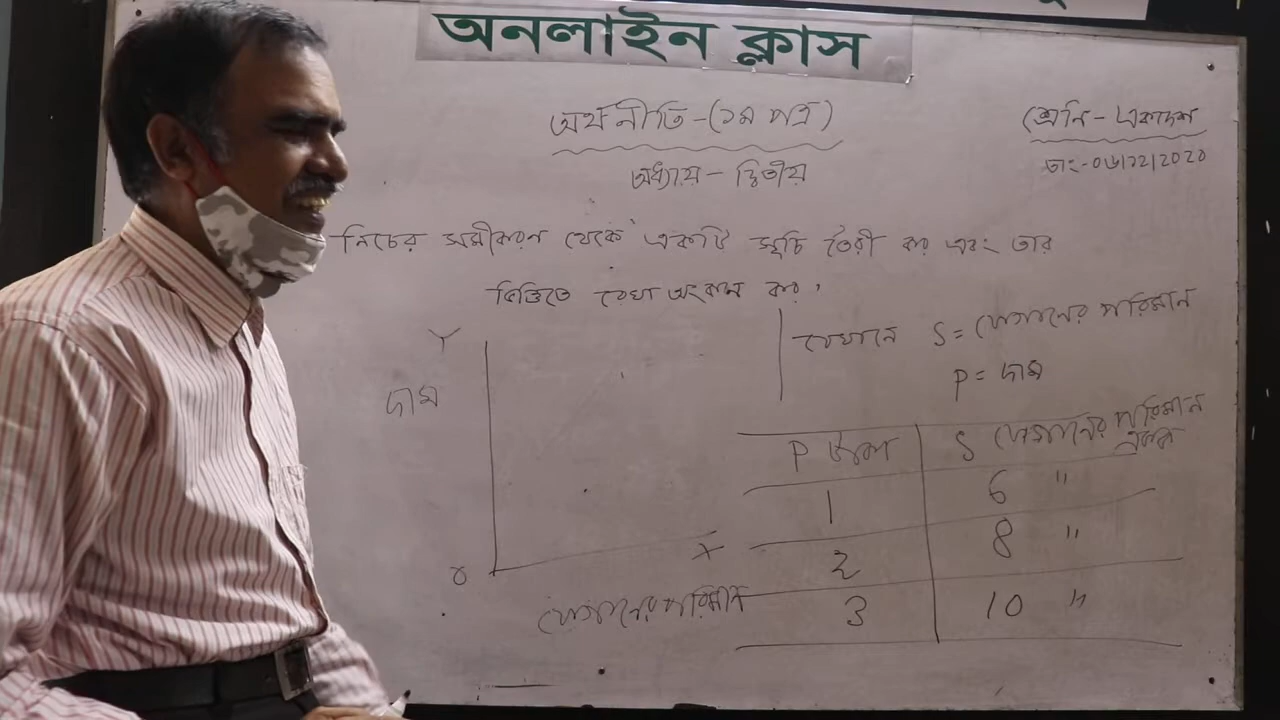 অনলাইন ক্লাস
অর্থনীতি-(১ম পত্র)
শ্রেণি-একাদশ
অধ্যায়-দ্বিতীয়
তাং-০৬/১২/২০২০
নিচের সমীকরণ থেকে একটি সূচি তৈরী কর এবং তার
ভিত্তিতে রেখা অংকন কর।
যেখানে S = যোগানের পরিমান
P = দাম
Y
দাম
P টাকা S যোগানের পরিমান
একক
1 6 "
2 8 "
3 10 "
X
০
যোগানের পরিমান